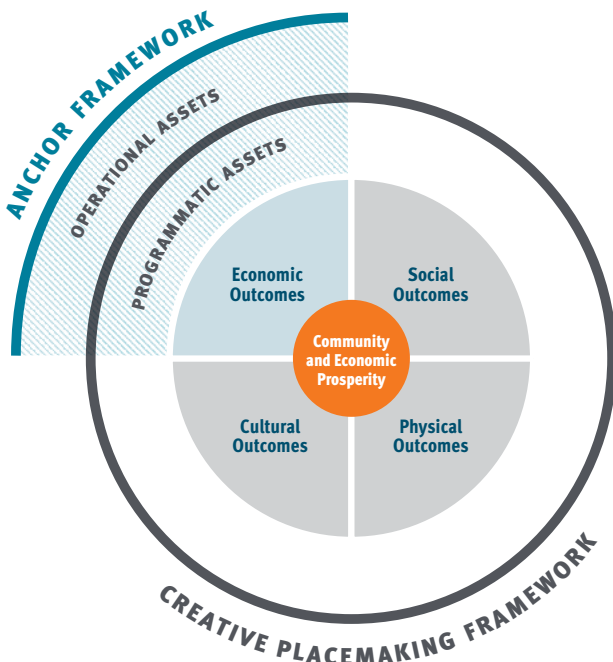 ANCHOR FRAMEWORK
OPERATIONAL ASSETS
PROGRAMMATIC ASSETS
Economic
Outcomes
Social
Outcomes
Community
and Economic
Prosperity
Cultural
Outcomes
Physical
Outcomes
CREATIVE PLACEMAKING FRAMEWORK